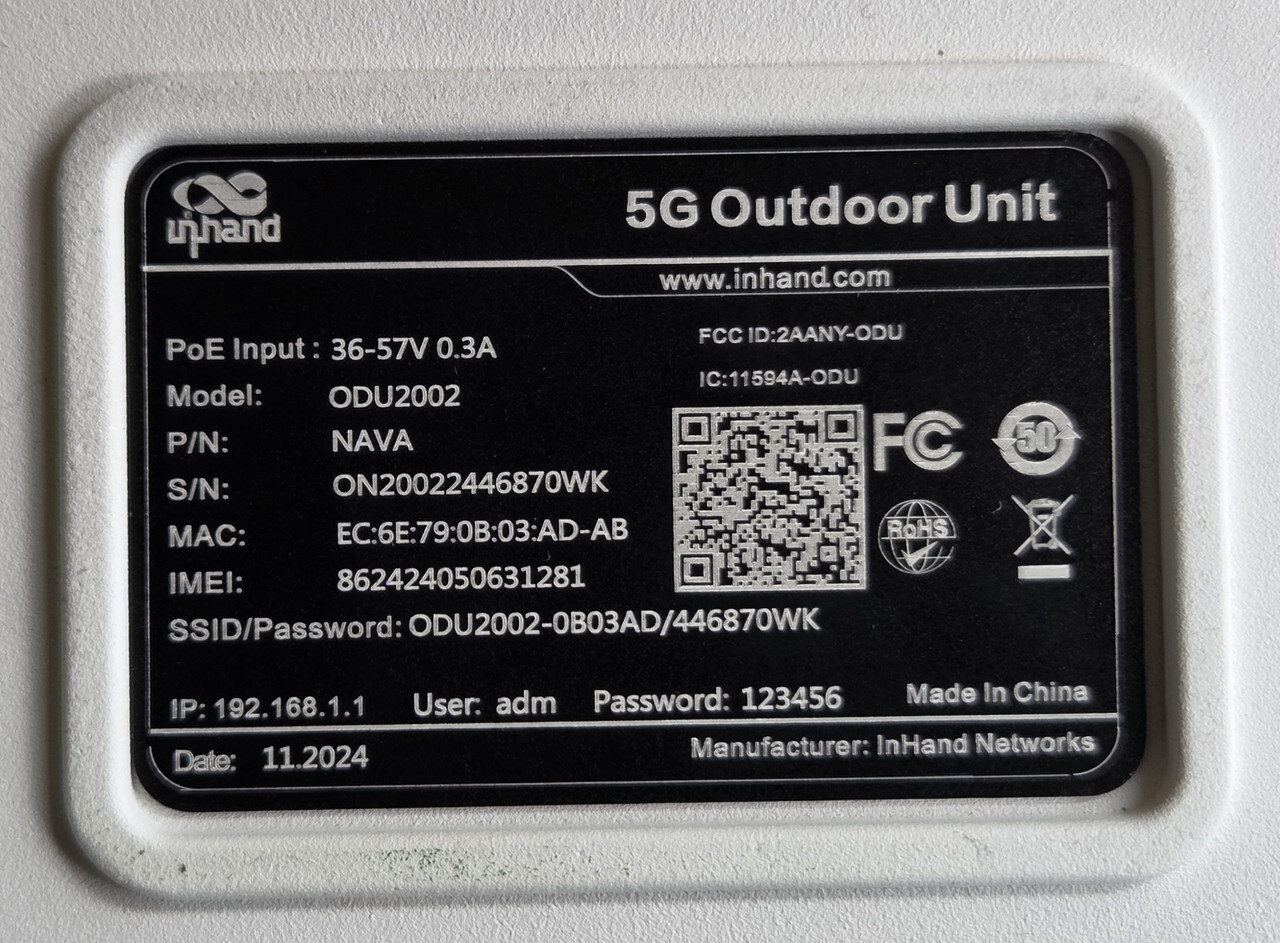 inhand
5G Outdoor Unit
www.inhand.com
PoE Input : 36-57V 0.3A
FCC ID:2AANY-ODU
Model: ODU2002
IC:11594A-ODU
P/N: NAVA
FC
50
S/N: ON20022446870WK
MAC: EC:6E:79:0B:03:AD-AB
RoHS
IMEI: 862424050631281
SSID/Password: ODU2002-0B03AD/446870WK
IP: 192.168.1.1 User: adm Password: 123456 Made In China
Date: 11.2024 Manufacturer: InHand Networks